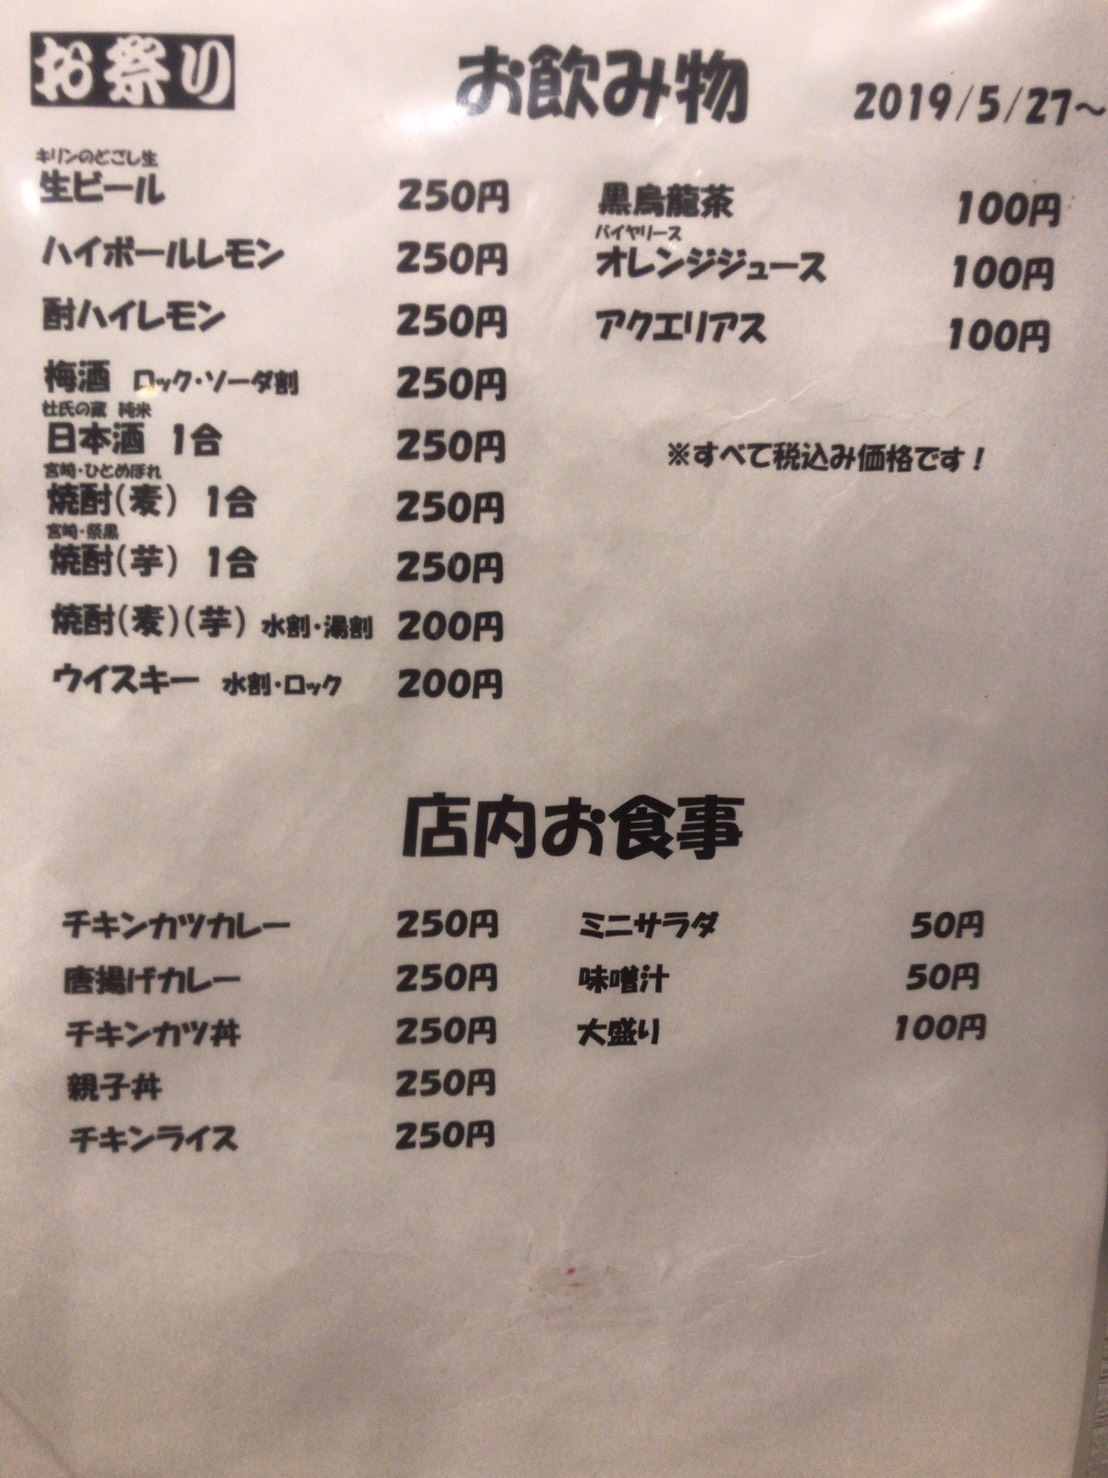 お祭り
お飲み物
2019/5/27～
キリンのどごし生
生ビール 250円
ハイボールレモン 250円
酎ハイレモン 250円
梅酒 ロック・ソーダ割 250円
杜氏の蔵 純米
日本酒 1合 250円
宮崎・ひとめぼれ
焼酎(麦) 1合 250円
宮崎・祭黒
焼酎(芋) 1合 250円
焼酎(麦)(芋) 水割・湯割 200円
ウイスキー 水割・ロック 200円
黒烏龍茶 100円
バイヤリース
オレンジジュース 100円
アクエリアス 100円
※すべて税込み価格です！
店内お食事
チキンカツカレー 250円
唐揚げカレー 250円
チキンカツ丼 250円
親子丼 250円
チキンライス 250円
ミニサラダ 50円
味噌汁 50円
大盛り 100円